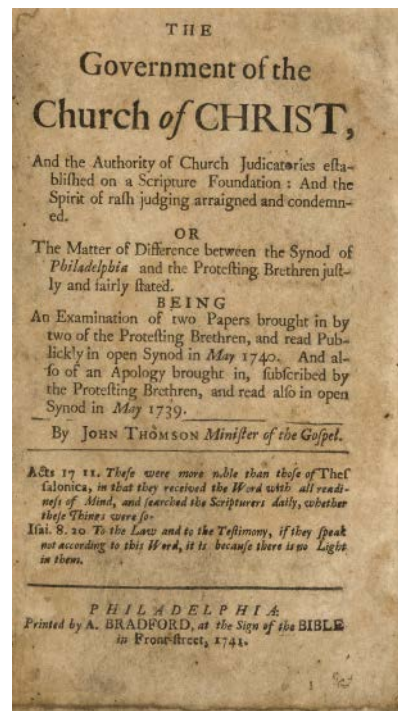 THE
Government of the
Church of CHRIST,
And the Authority of Church Judicatories eſta-
bliſhed on a Scripture Foundation : And the
Spirit of raſh judging arraigned and condemn-
ed.
OR
The Matter of Difference between the Synod of
Philadelphia and the Proteſting Brethren juſt-
ly and fairly ſtated.
BEING
An Examination of two Papers brought in by
two of the Proteſting Brethren, and read Pub-
lickly in open Synod in May 1740. And al-
ſo of an Apology brought in, ſubſcribed by
the Proteſting Brethren, and read alſo in open
Synod in May 1739.
By JOHN THOMSON Miniſter of the Goſpel.
Acts 17 11. Theſe were more noble than thoſe of Theſ
ſalonica, in that they received the Word with all readi-
neſs of Mind, and ſearched the Scripturers daily, whether
theſe Things were ſo-
Iſai. 8. 20 To the Law and to the Teſtimony, if they ſpeak
not according to this Word, it is becauſe there is no Light
in them.
PHILADELPHIA:
Printed by A. BRADFORD, at the Sign of the BIBLE
in Front-ſtreet, 1741.